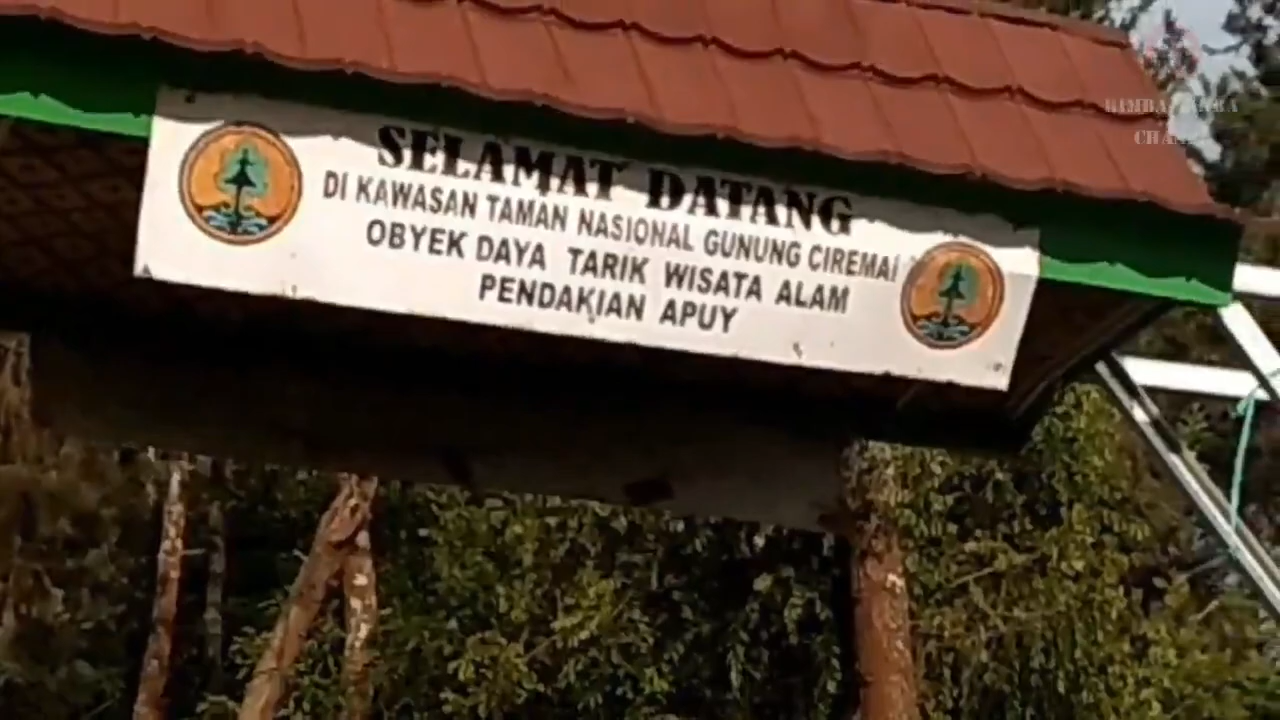 SELAMAT DATANG
DI KAWASAN TAMAN NASIONAL GUNUNG CIREMAI
OBYEK DAYA TARIK WISATA ALAM
PENDAKIAN APUY